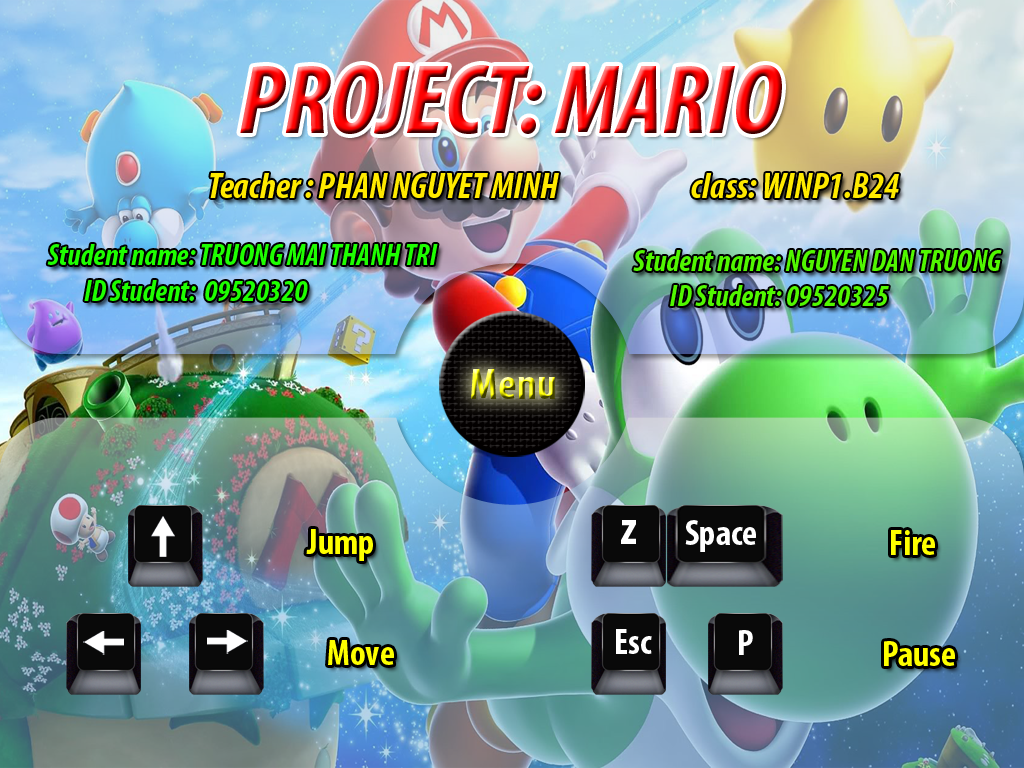 PROJECT: MARIO
Teacher : PHAN NGUYET MINH
class: WINP1.B24
Student name: TRUONG MAI THANH TRI
ID Student: 09520320
Student name: NGUYEN DAN TRUONG
ID Student: 09520325
Menu
Jump
Z
Space
Fire
Move
Esc
P
Pause
M
?